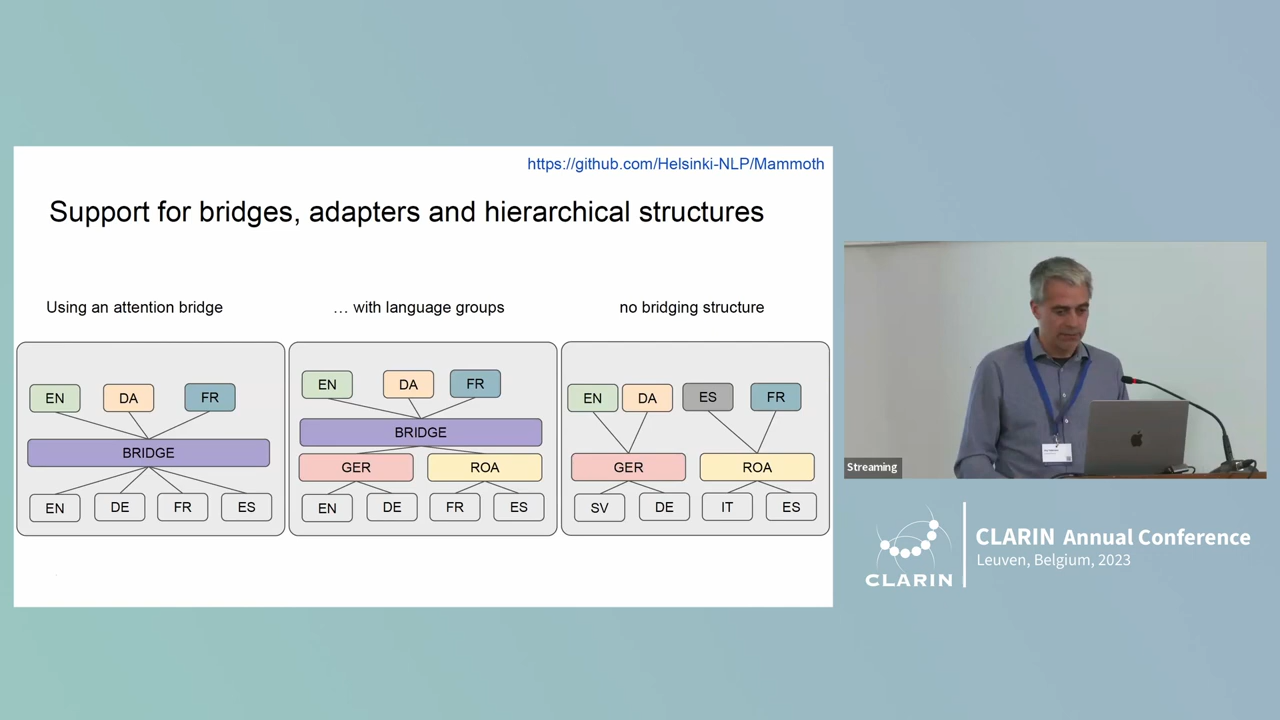 https://github.com/Helsinki-NLP/Mammoth
Support for bridges, adapters and hierarchical structures
Using an attention bridge
EN DA FR
BRIDGE
EN DE FR ES
… with language groups
EN DA FR
BRIDGE
GER ROA
EN DE FR ES
no bridging structure
EN DA ES FR
GER ROA
SV DE IT ES
Streaming
CLARIN
CLARIN Annual Conference
Leuven, Belgium, 2023